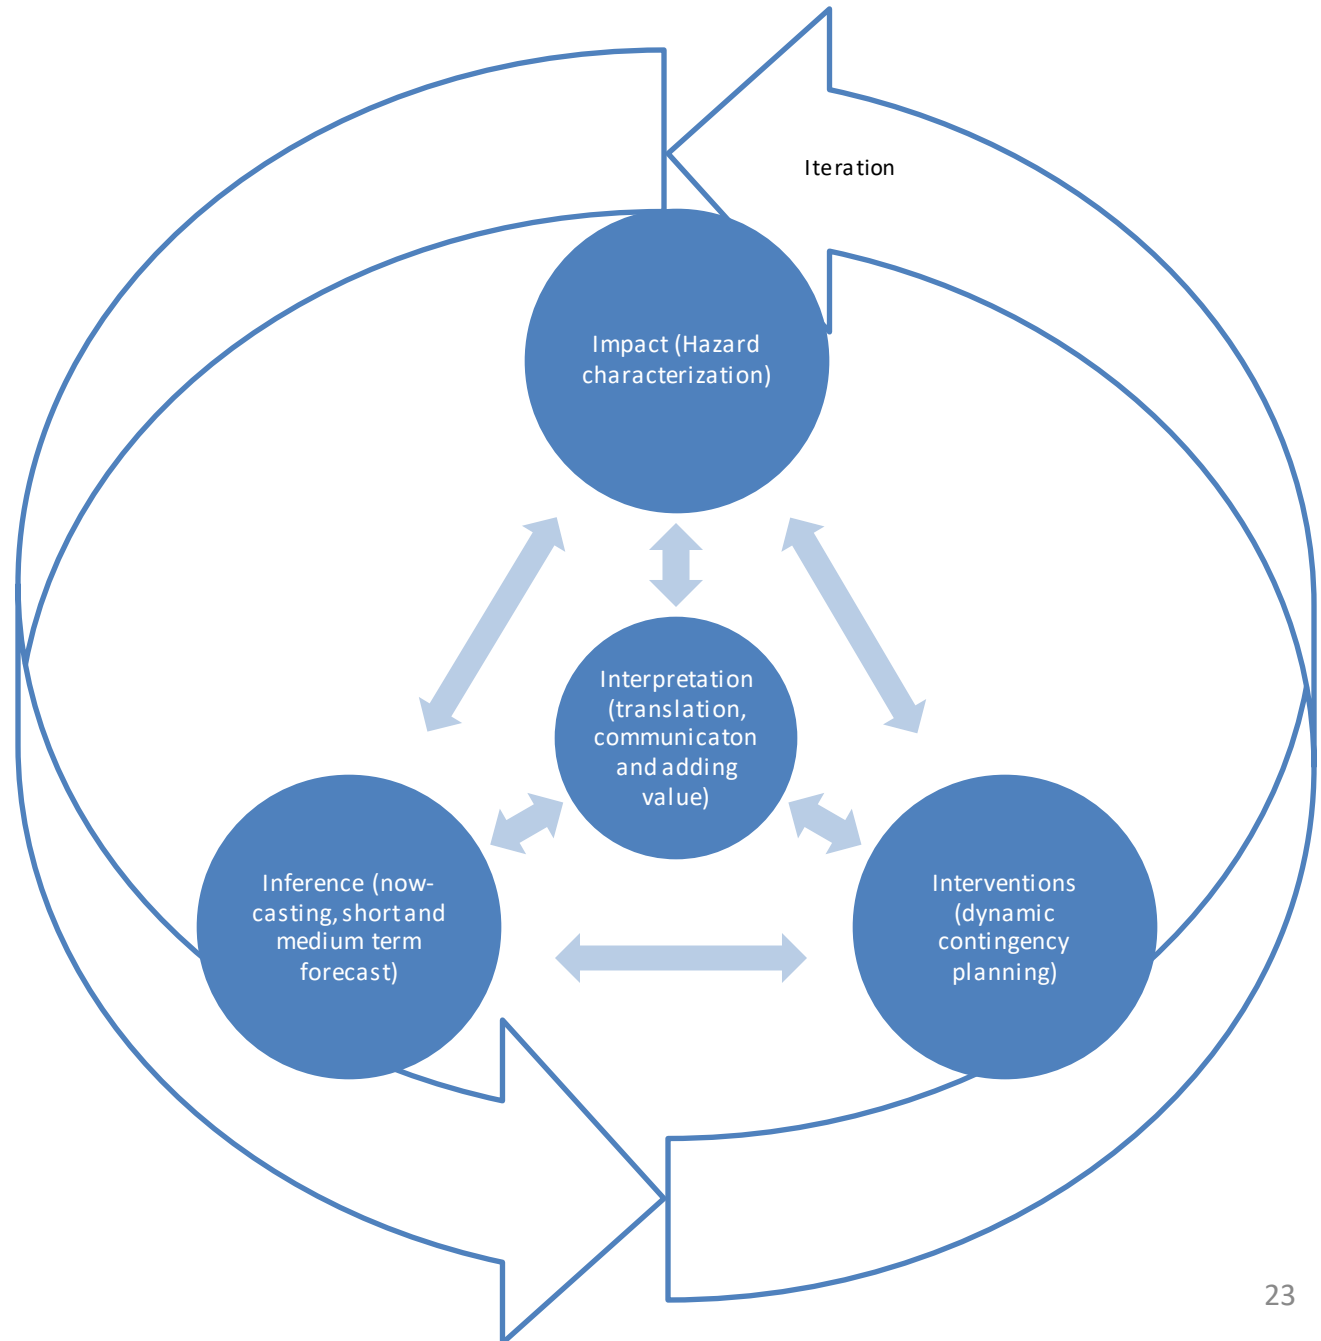 Iteration
Impact (Hazard
characterization)
Interpretation
(translation,
communicaton
and adding
value)
Inference (now-
casting, short and
medium term
forecast)
Interventions
(dynamic
contingency
planning)
23